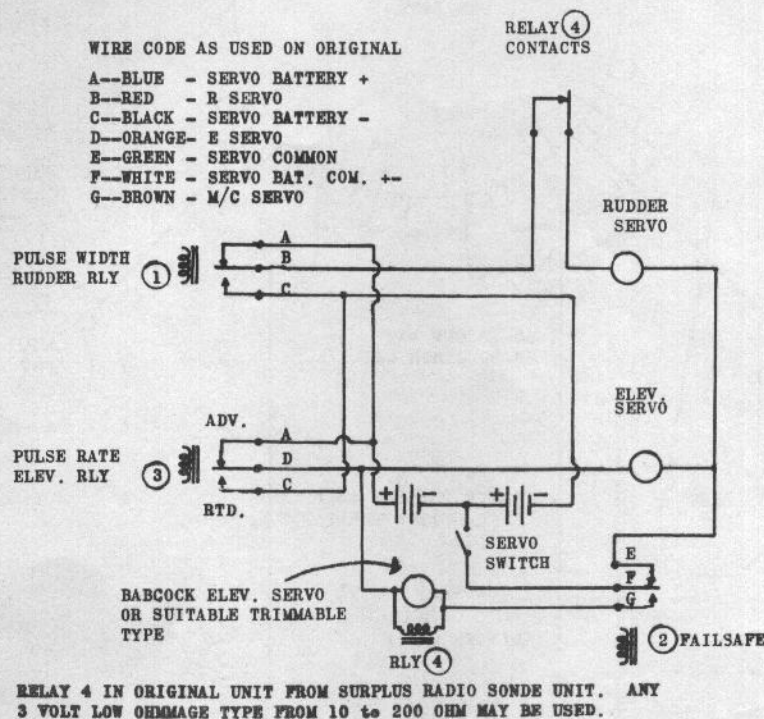 RELAY 4
CONTACTS
WIRE CODE AS USED ON ORIGINAL
A--BLUE - SERVO BATTERY +
B--RED - R SERVO
C--BLACK - SERVO BATTERY -
D--ORANGE- E SERVO
E--GREEN - SERVO COMMON
F--WHITE - SERVO BAT. COM. +-
G--BROWN - M/C SERVO
RUDDER
SERVO
PULSE WIDTH
RUDDER RLY
1
A
B
C
ELEV.
SERVO
ADV.
PULSE RATE
ELEV. RLY
3
RTD.
A
D
C
+ - + -
SERVO
SWITCH
E
F
G
BABCOCK ELEV. SERVO
OR SUITABLE TRIMMABLE
TYPE
RLY 4
2 FAILSAFE
RELAY 4 IN ORIGINAL UNIT FROM SURPLUS RADIO SONDE UNIT. ANY
3 VOLT LOW OHMMAGE TYPE FROM 10 to 200 OHM MAY BE USED.